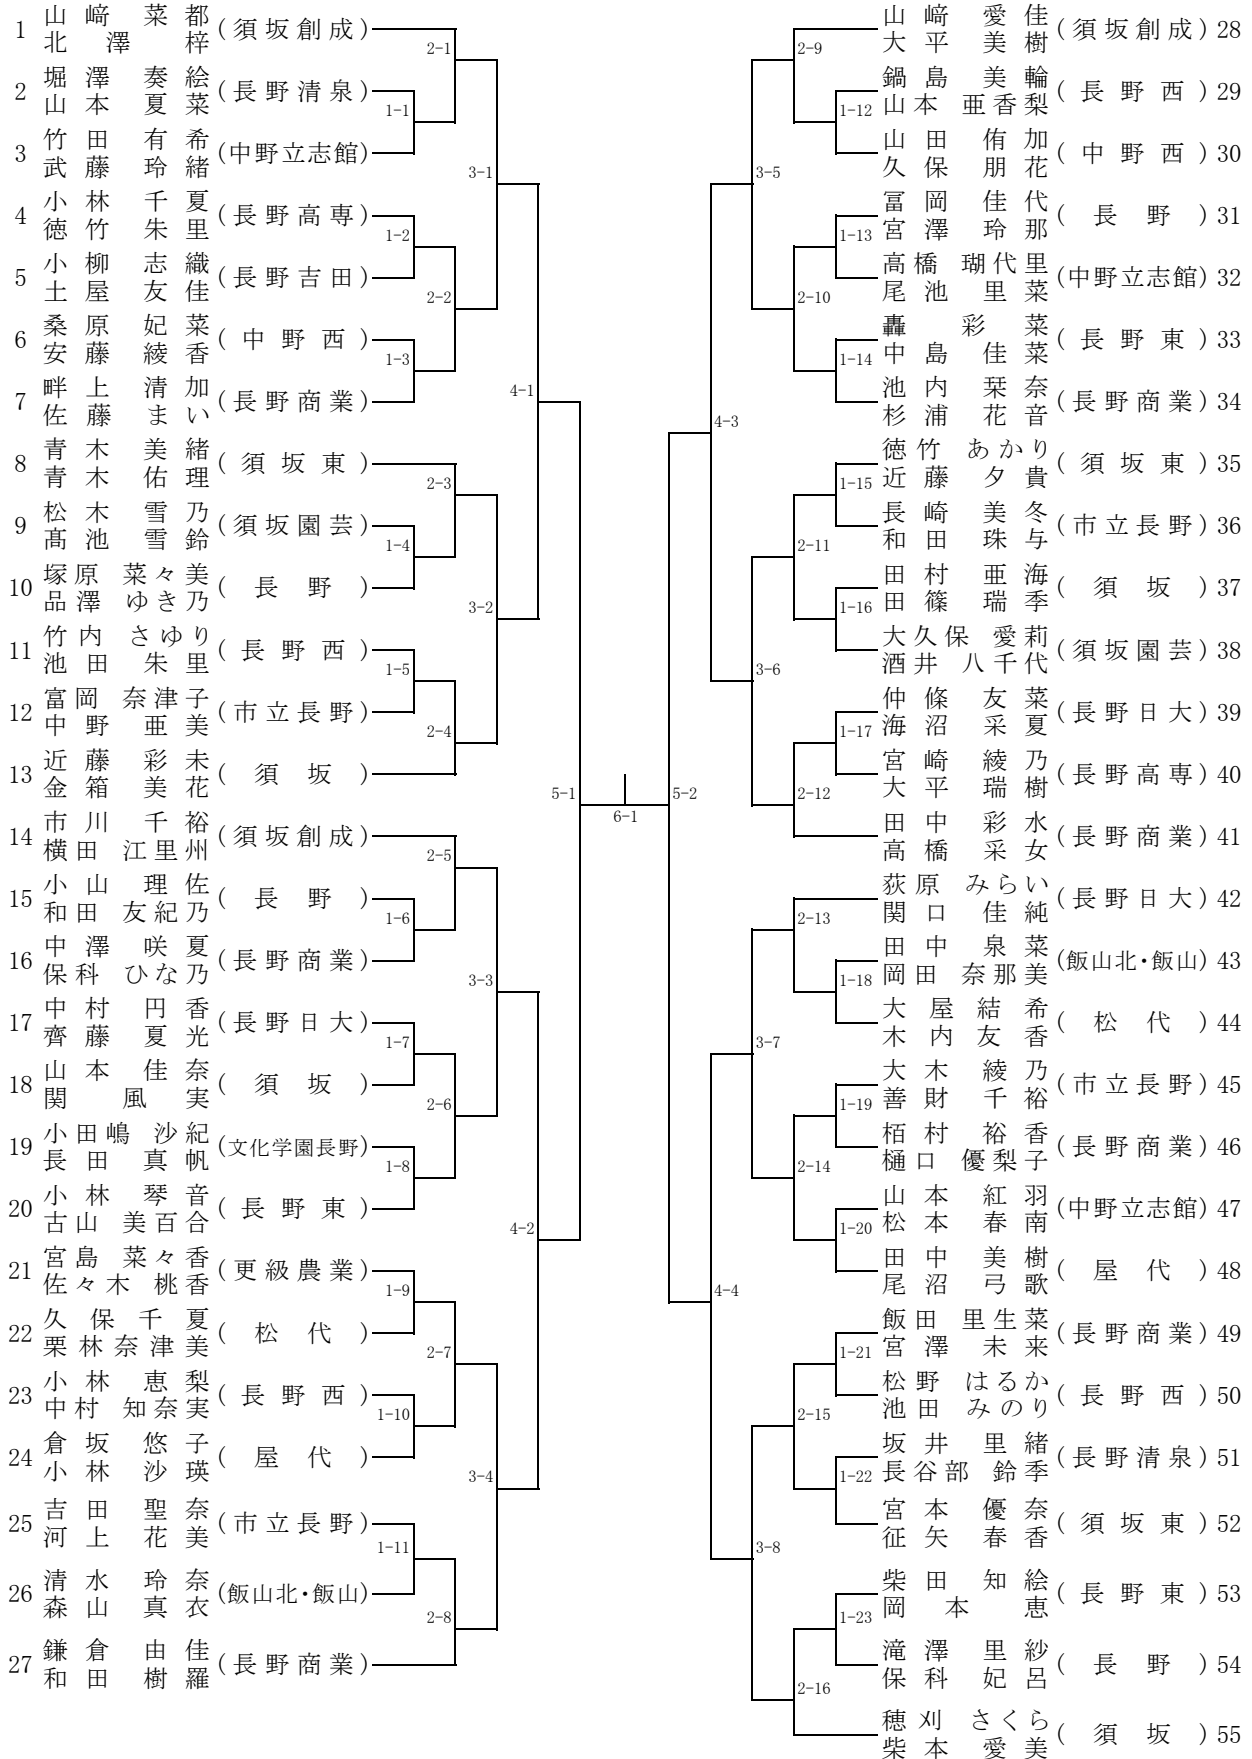 1 山﨑 菜都 (須坂創成)
北澤 梓
2-1
2 堀澤 奏絵 (長野清泉)
山本 夏菜
1-1
3 竹田 有希 (中野立志館)
武藤 玲緒
3-1
4 小林 千夏 (長野高専)
徳竹 朱里
1-2
5 小柳 志織 (長野吉田)
土屋 友佳
2-2
6 桑原 妃菜 (中野西)
安藤 綾香
1-3
7 畔上 清加 (長野商業)
佐藤 まい
4-1
8 青木 美緒 (須坂東)
青木 佑理
2-3
9 松木 雪乃 (須坂園芸)
髙池 雪鈴
1-4
10 塚原 菜々美 (長野)
品澤 ゆき乃
3-2
11 竹内 さゆり (長野西)
池田 朱里
1-5
12 富岡 奈津子 (市立長野)
中野 亜美
2-4
13 近藤 彩未 (須坂)
金箱 美花
5-1
6-1
14 市川 千裕 (須坂創成)
横田 江里州
2-5
15 小山 理佐 (長野)
和田 友紀乃
1-6
16 中澤 咲夏 (長野商業)
保科 ひな乃
3-3
17 中村 円香 (長野日大)
齊藤 夏光
1-7
18 山本 佳奈 (須坂)
関 風実
2-6
19 小田嶋 沙紀 (文化学園長野)
長田 真帆
1-8
20 小林 琴音 (長野東)
古山 美百合
4-2
21 宮島 菜々香 (更級農業)
佐々木 桃香
1-9
22 久保千夏 (松代)
栗林奈津美
2-7
23 小林 恵梨 (長野西)
中村 知奈実
1-10
24 倉坂 悠子 (屋代)
小林 沙瑛
3-4
25 吉田 聖奈 (市立長野)
河上 花美
1-11
26 清水 玲奈 (飯山北・飯山)
森山 真衣
2-8
27 鎌倉 由佳 (長野商業)
和田 樹羅
山﨑 愛佳 (須坂創成) 28
大平 美樹
2-9
鍋島 美輪 (長野西) 29
山本 亜香梨
1-12
山田 侑加 (中野西) 30
久保 朋花
3-5
冨岡 佳代 (長野) 31
宮澤 玲那
1-13
高橋 瑚代里 (中野立志館) 32
尾池 里菜
2-10
轟 彩菜 (長野東) 33
中島 佳菜
1-14
池内 栞奈 (長野商業) 34
杉浦 花音
4-3
徳竹 あかり (須坂東) 35
近藤 夕貴
1-15
長崎 美冬 (市立長野) 36
和田 珠与
2-11
田村 亜海 (須坂) 37
田篠 瑞季
1-16
大久保 愛莉 (須坂園芸) 38
酒井 八千代
3-6
仲條 友菜 (長野日大) 39
海沼 采夏
1-17
宮崎 綾乃 (長野高専) 40
大平 瑞樹
2-12
5-2
田中 彩水 (長野商業) 41
高橋 采女
荻原 みらい (長野日大) 42
関口 佳純
2-13
田中 泉菜 (飯山北・飯山) 43
岡田 奈那美
1-18
大屋結希 (松代) 44
木内友香
3-7
大木 綾乃 (市立長野) 45
善財 千裕
1-19
栢村 裕香 (長野商業) 46
樋口 優梨子
2-14
山本 紅羽 (中野立志館) 47
松本 春南
1-20
田中 美樹 (屋代) 48
尾沼 弓歌
4-4
飯田 里生菜 (長野商業) 49
宮澤 未来
1-21
松野 はるか (長野西) 50
池田 みのり
2-15
坂井 里緒 (長野清泉) 51
長谷部 鈴季
1-22
宮本 優奈 (須坂東) 52
征矢 春香
3-8
柴田 知絵 (長野東) 53
岡本 恵
1-23
滝澤 里紗 (長野) 54
保科 妃呂
2-16
穂刈 さくら (須坂) 55
柴本 愛美